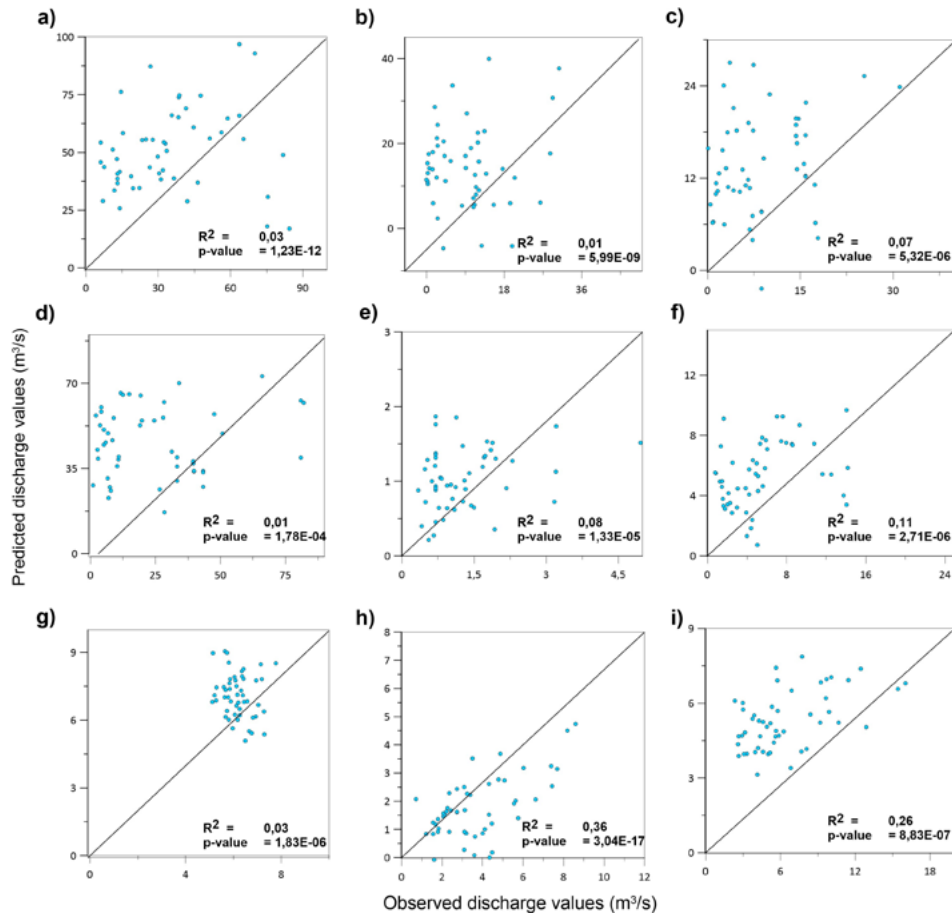 a)
100
75
50
25
0
R² = 0,03
p-value = 1,23E-12
0 30 60 90
b)
40
20
0
R² = 0,01
p-value = 5,99E-09
0 18 36
c)
24
12
0
R² = 0,07
p-value = 5,32E-06
0 15 30
Predicted discharge values (m³/s)
d)
70
35
0
R² = 0,01
p-value = 1,78E-04
0 25 50 75
e)
3
2
1
0
R² = 0,08
p-value = 1,33E-05
0 1,5 3 4,5
f)
12
8
4
0
R² = 0,11
p-value = 2,71E-06
0 8 16 24
g)
9
6
3
0
R² = 0,03
p-value = 1,83E-06
0 4 8
h)
8
7
6
5
4
3
2
1
0
R² = 0,36
p-value = 3,04E-17
0 2 4 6 8 10 12
i)
9
6
3
0
R² = 0,26
p-value = 8,83E-07
0 6 12 18
Observed discharge values (m³/s)